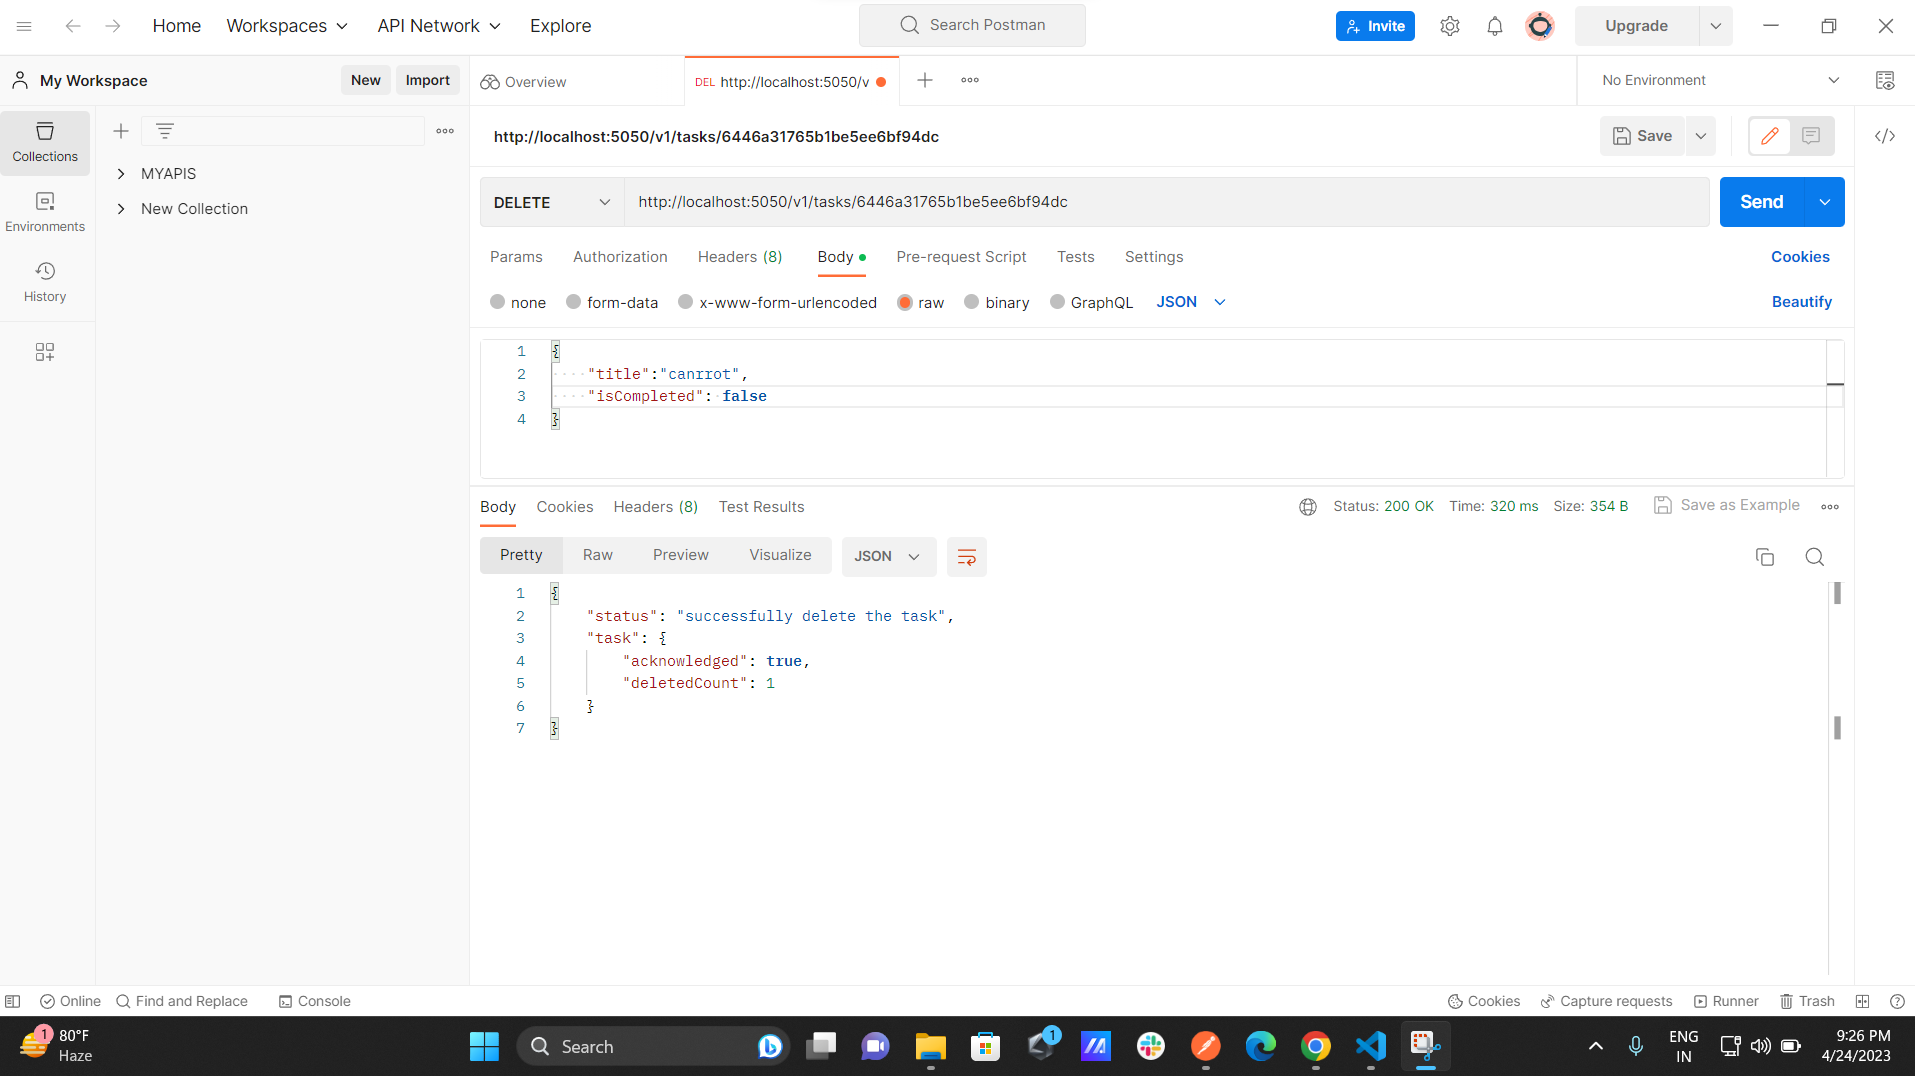 Home Workspaces API Network Explore Search Postman Invite Upgrade
My Workspace New Import Overview DEL http://localhost:5050/v No Environment
Collections
Environments
History
MYAPIS
New Collection
http://localhost:5050/v1/tasks/6446a31765b1be5ee6bf94dc Save
DELETE http://localhost:5050/v1/tasks/6446a31765b1be5ee6bf94dc Send
Params Authorization Headers (8) Body Pre-request Script Tests Settings Cookies
none form-data x-www-form-urlencoded raw binary GraphQL JSON Beautify
1 {
2 "title":"canrrot",
3 "isCompleted": false
4 }
Body Cookies Headers (8) Test Results Status: 200 OK Time: 320 ms Size: 354 B Save as Example
Pretty Raw Preview Visualize JSON
1 {
2 "status": "successfully delete the task",
3 "task": {
4 "acknowledged": true,
5 "deletedCount": 1
6 }
7 }
Online Find and Replace Console Cookies Capture requests Runner Trash
1 80°F
Haze
Search
1
ENG
IN
9:26 PM
4/24/2023